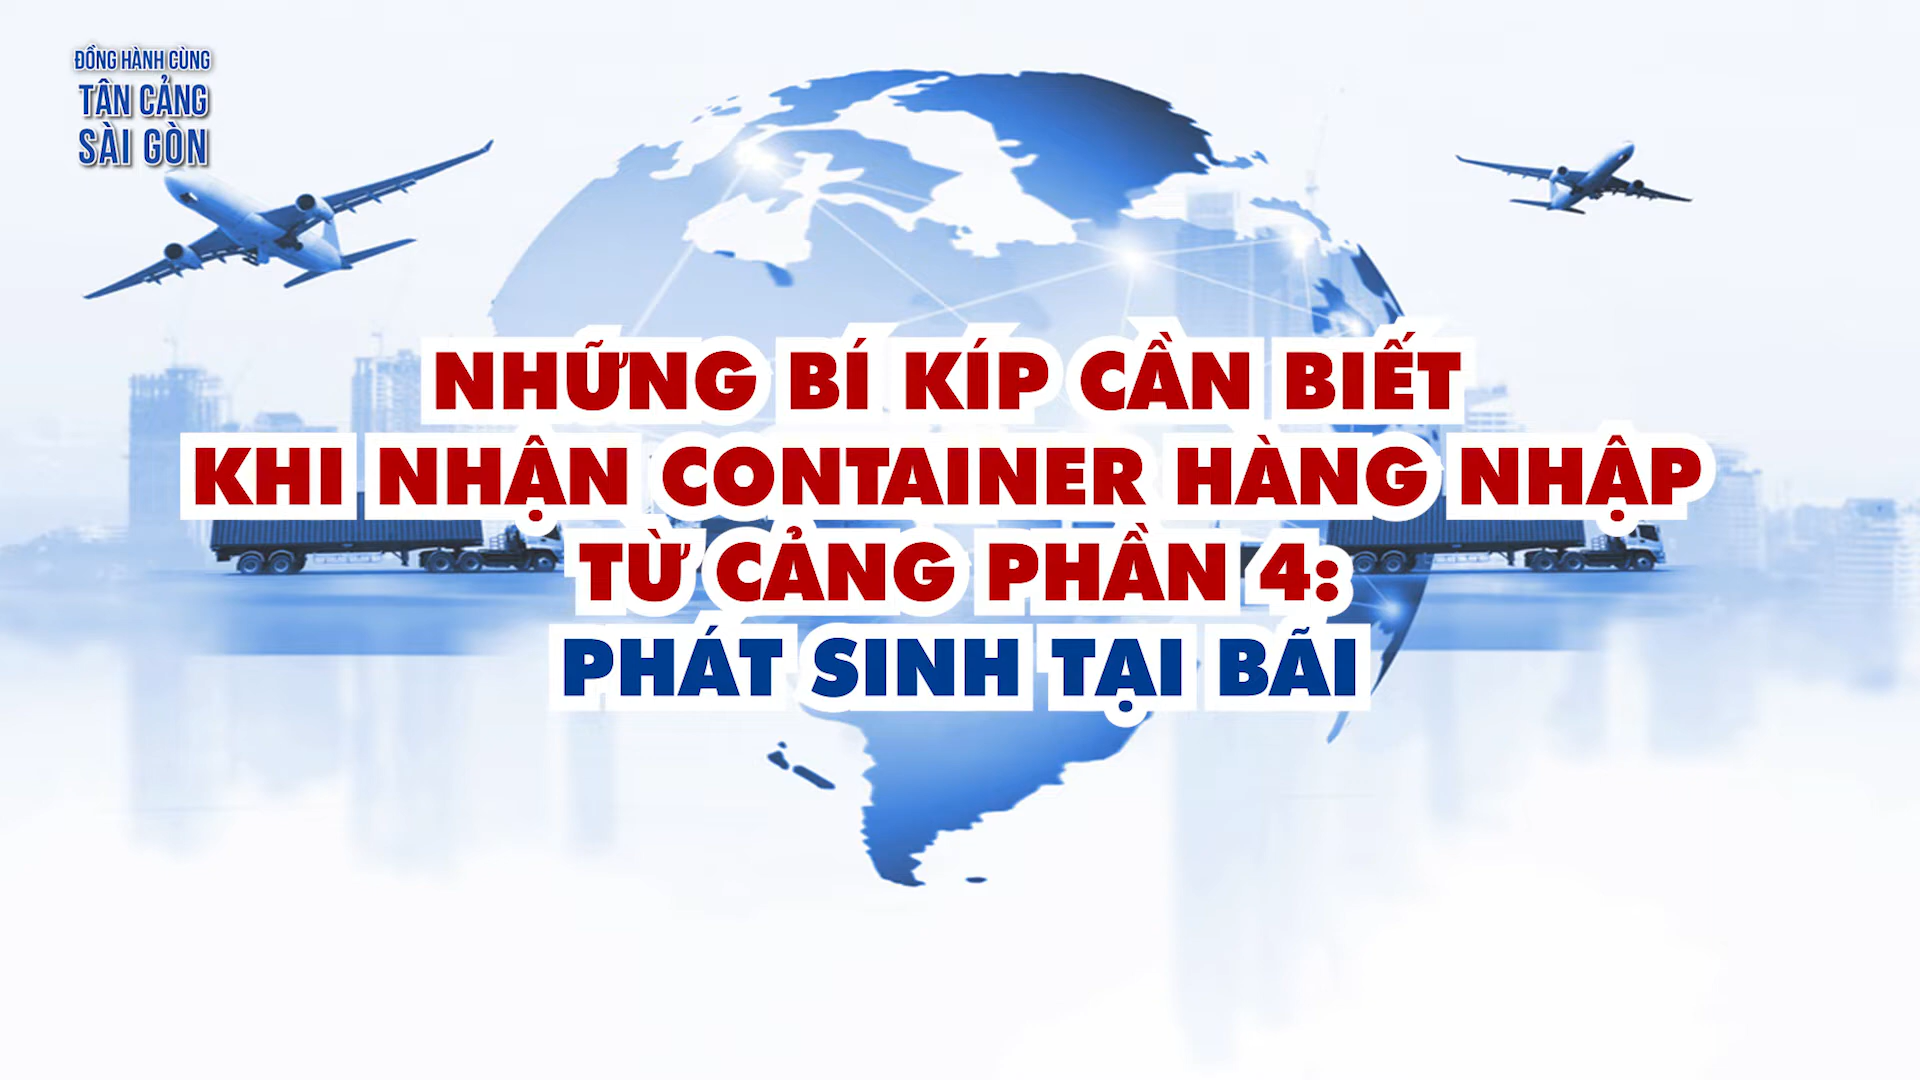 ĐỒNG HÀNH CÙNG
TÂN CẢNG
SÀI GÒN
NHỮNG BÍ KÍP CẦN BIẾT
KHI NHẬN CONTAINER HÀNG NHẬP
TỪ CẢNG PHẦN 4:
PHÁT SINH TẠI BÃI